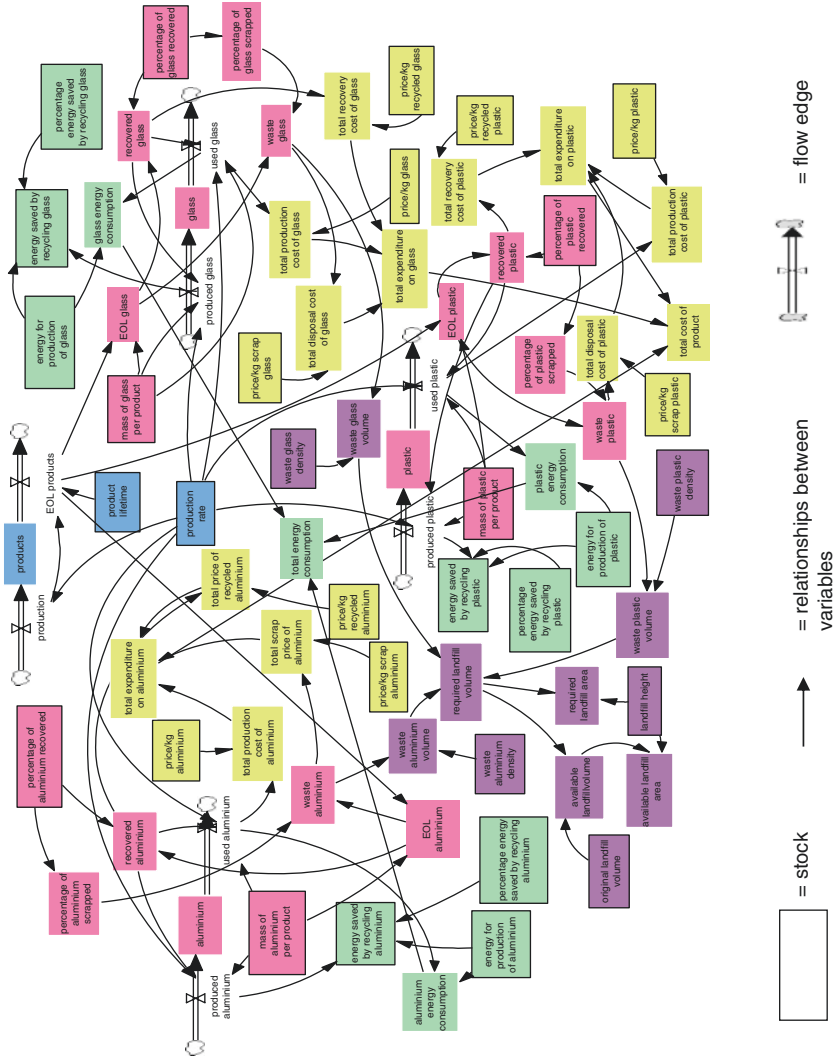 percentage of
aluminium recovered
products
production
EOL products
percentage of
aluminium
scrapped
recovered
aluminium
total expenditure
on aluminium
product
lifetime
energy for
production
of glass
energy saved by
recycling glass
percentage
energy saved
by recycling glass
produced
aluminium
aluminium
used aluminium
price/kg
aluminium
production
rate
mass of glass
per product
EOL glass
glass energy
consumption
recovered
glass
percentage of
glass recovered
total production
cost of
aluminium
total price of
recycled
aluminium
produced glass
glass
used glass
percentage of
glass scrapped
mass of
aluminium
per product
waste
aluminium
total scrap
price of
aluminium
total energy
consumption
price/kg scrap
glass
total production
cost of glass
waste
glass
energy saved
by recycling
aluminium
price/kg
recycled
aluminium
waste glass
density
total disposal cost
of glass
total recovery
cost of glass
aluminium
energy
consumption
EOL
aluminium
waste
aluminium
volume
price/kg scrap
aluminium
waste glass
volume
total expenditure
on glass
price/kg glass
price/kg
recycled glass
produced plastic
plastic
used plastic
EOL plastic
total recovery
cost of plastic
price/kg
recycled
plastic
energy for
production
of aluminium
percentage energy
saved by recycling
aluminium
waste
aluminium
density
required landfill
volume
energy saved
by recycling
plastic
mass of plastic
per product
recovered
plastic
percentage
energy saved
by recycling
plastic
plastic
energy
consumption
percentage
of plastic
scrapped
percentage of
plastic
recovered
total expenditure
on plastic
original landfill
volume
available
landfillvolume
required
landfill area
energy for
production of
plastic
waste
plastic
total disposal
cost of plastic
available landfill
area
landfill height
waste plastic
volume
waste plastic
density
price/kg
scrap plastic
total cost of
product
total production
cost of plastic
price/kg plastic
= stock
= relationships between
variables
= flow edge